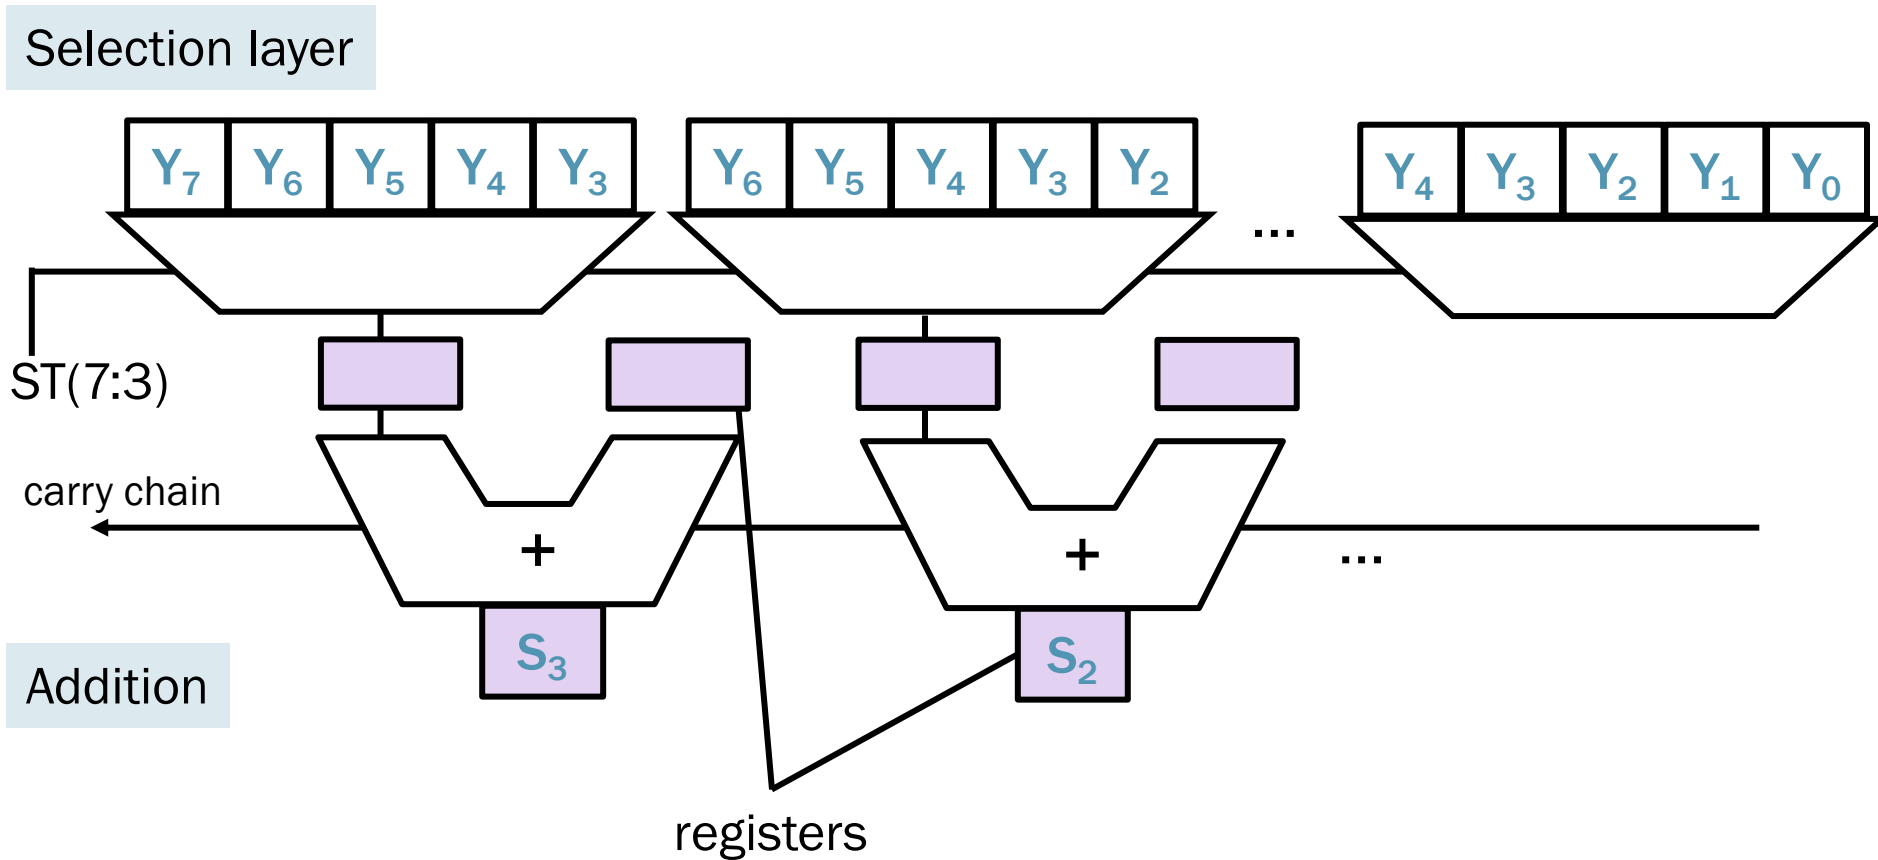 Selection layer
Y₇ Y₆ Y₅ Y₄ Y₃ Y₆ Y₅ Y₄ Y₃ Y₂ ... Y₄ Y₃ Y₂ Y₁ Y₀
ST(7:3)
carry chain
+ + ...
S₃ S₂
Addition
registers